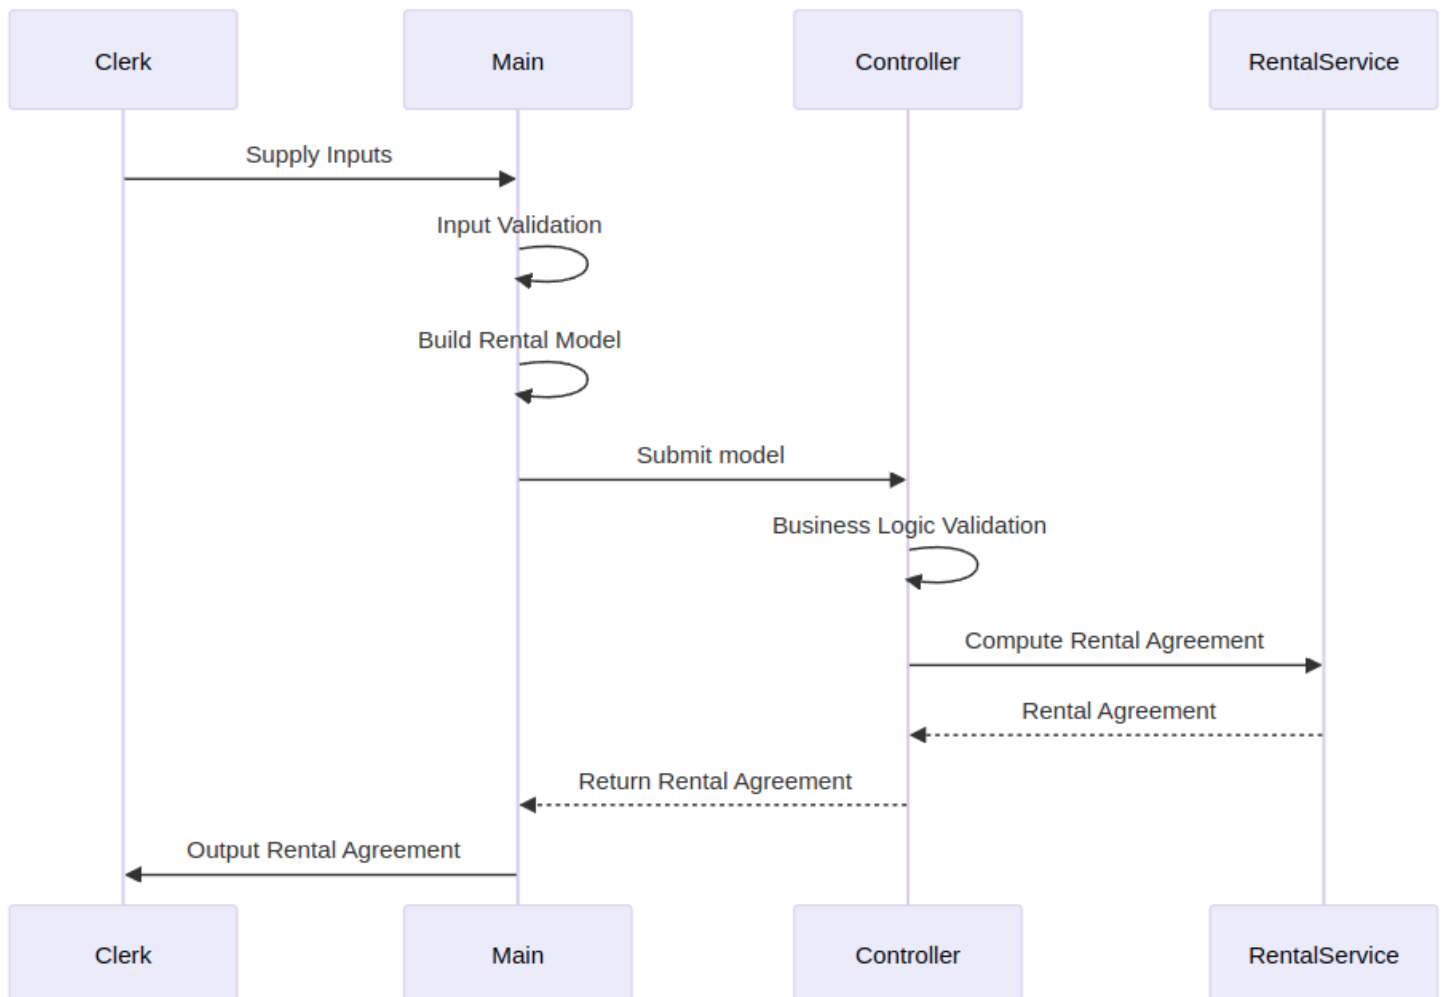 Clerk
Main
Controller
RentalService
Supply Inputs
Input Validation
Build Rental Model
Submit model
Business Logic Validation
Compute Rental Agreement
Rental Agreement
Return Rental Agreement
Output Rental Agreement
Clerk
Main
Controller
RentalService